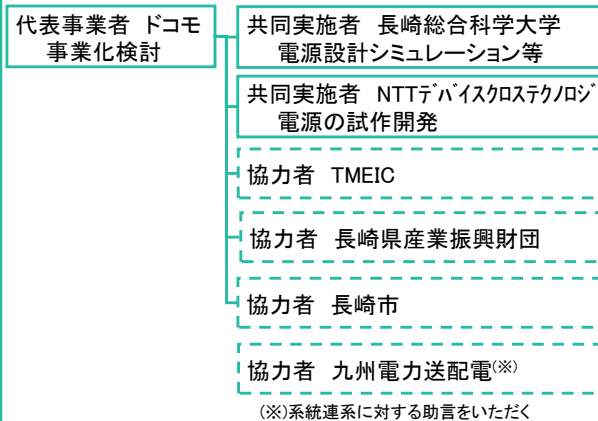 代表事業者 ドコモ
事業化検討
共同実施者 長崎総合科学大学
電源設計シミュレーション等
共同実施者 NTTデバイスクロステクノロジ
電源の試作開発
協力者 TMEIC
協力者 長崎県産業振興財団
協力者 長崎市
協力者 九州電力送配電(※)
(※)系統連系に対する助言をいただく